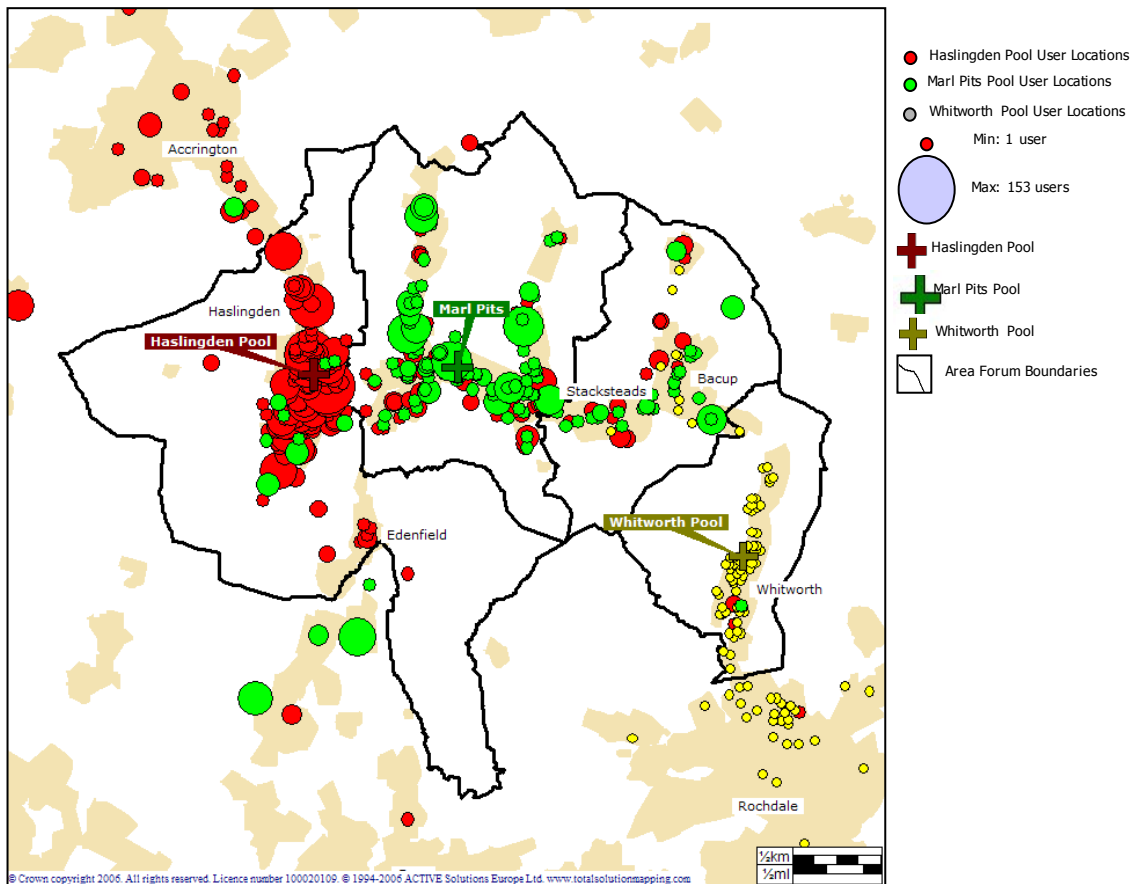 Accrington
Haslingden
Haslingden Pool
Marl Pits
Stacksteads
Bacup
Whitworth Pool
Edenfield
Whitworth
Rochdale
½km
½ml
© Crown copyright 2006. All rights reserved. Licence number 100020109. © 1994-2006 ACTIVE Solutions Europe Ltd. www.totalsolutionmapping.com
Haslingden Pool User Locations
Marl Pits Pool User Locations
Whitworth Pool User Locations
Min: 1 user
Max: 153 users
Haslingden Pool
Marl Pits Pool
Whitworth Pool
Area Forum Boundaries